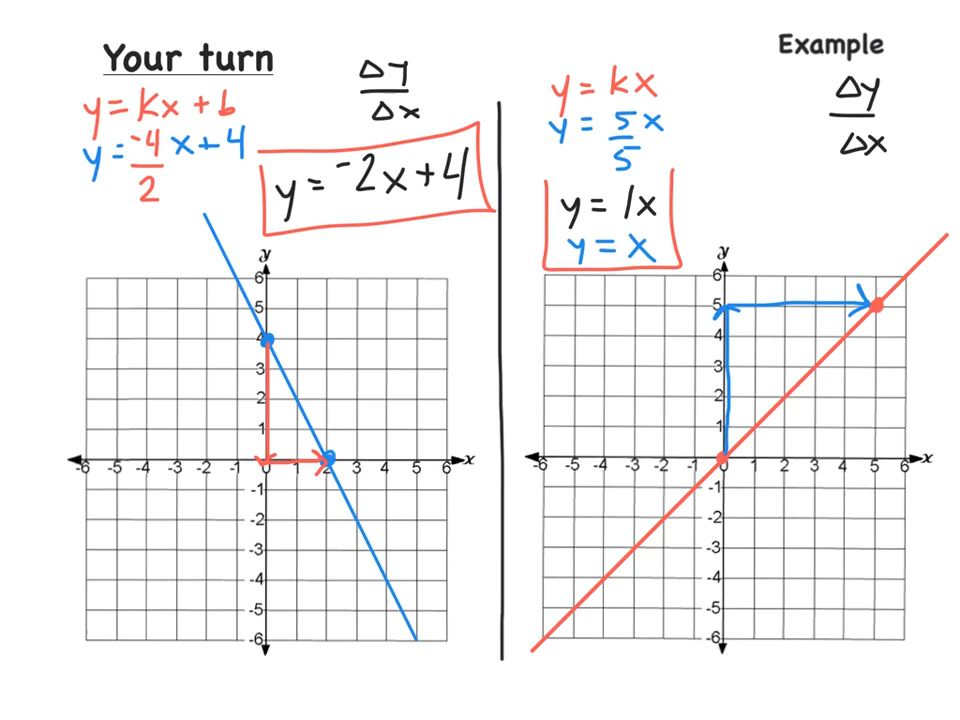 Your turn
Δy
Δx
y = kx + b
y = -4/2 x + 4
y = -2x + 4
y
6
5
4
3
2
1
-6 -5 -4 -3 -2 -1 0 1 2 3 4 5 6 x
-1
-2
-3
-4
-5
-6
Example
y = kx
Δy
Δx
y = 5/5 x
y = 1x
y = x
y
6
5
4
3
2
1
-6 -5 -4 -3 -2 -1 0 1 2 3 4 5 6 x
-1
-2
-3
-4
-5
-6